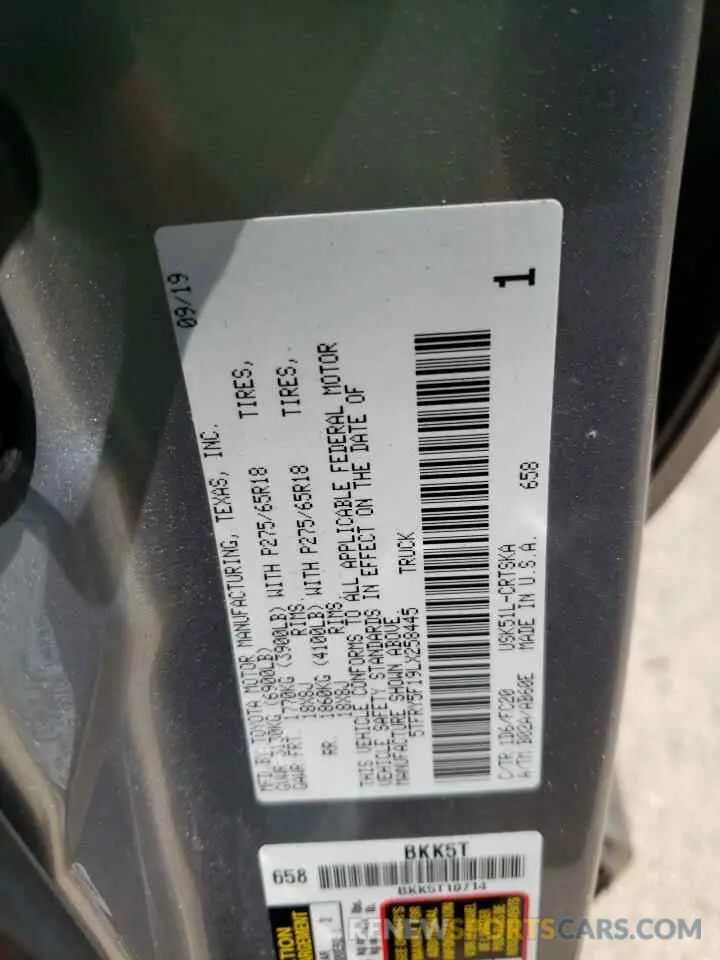 09/19
MFD BY: TOYOTA MOTOR MANUFACTURING, TEXAS, INC.
GVWR 3130KG (6900LB)
GAWR FRT. 1770KG (3900LB) WITH P275/65R18 TIRES,
18X8J RIMS.
RR. 1860KG (4100LB) WITH P275/65R18 TIRES,
18X8J RIMS.
THIS VEHICLE CONFORMS TO ALL APPLICABLE FEDERAL MOTOR
VEHICLE SAFETY STANDARDS IN EFFECT ON THE DATE OF
MANUFACTURE SHOWN ABOVE
5TFRY5F19LX258445 TRUCK
C/TR 1D6/FC20 USK51L-CRTSKA 658
A/TM MADE IN U.S.A.
1
BKK5T
658
BKK5T10714
RENEWSPORTSCARS.COM